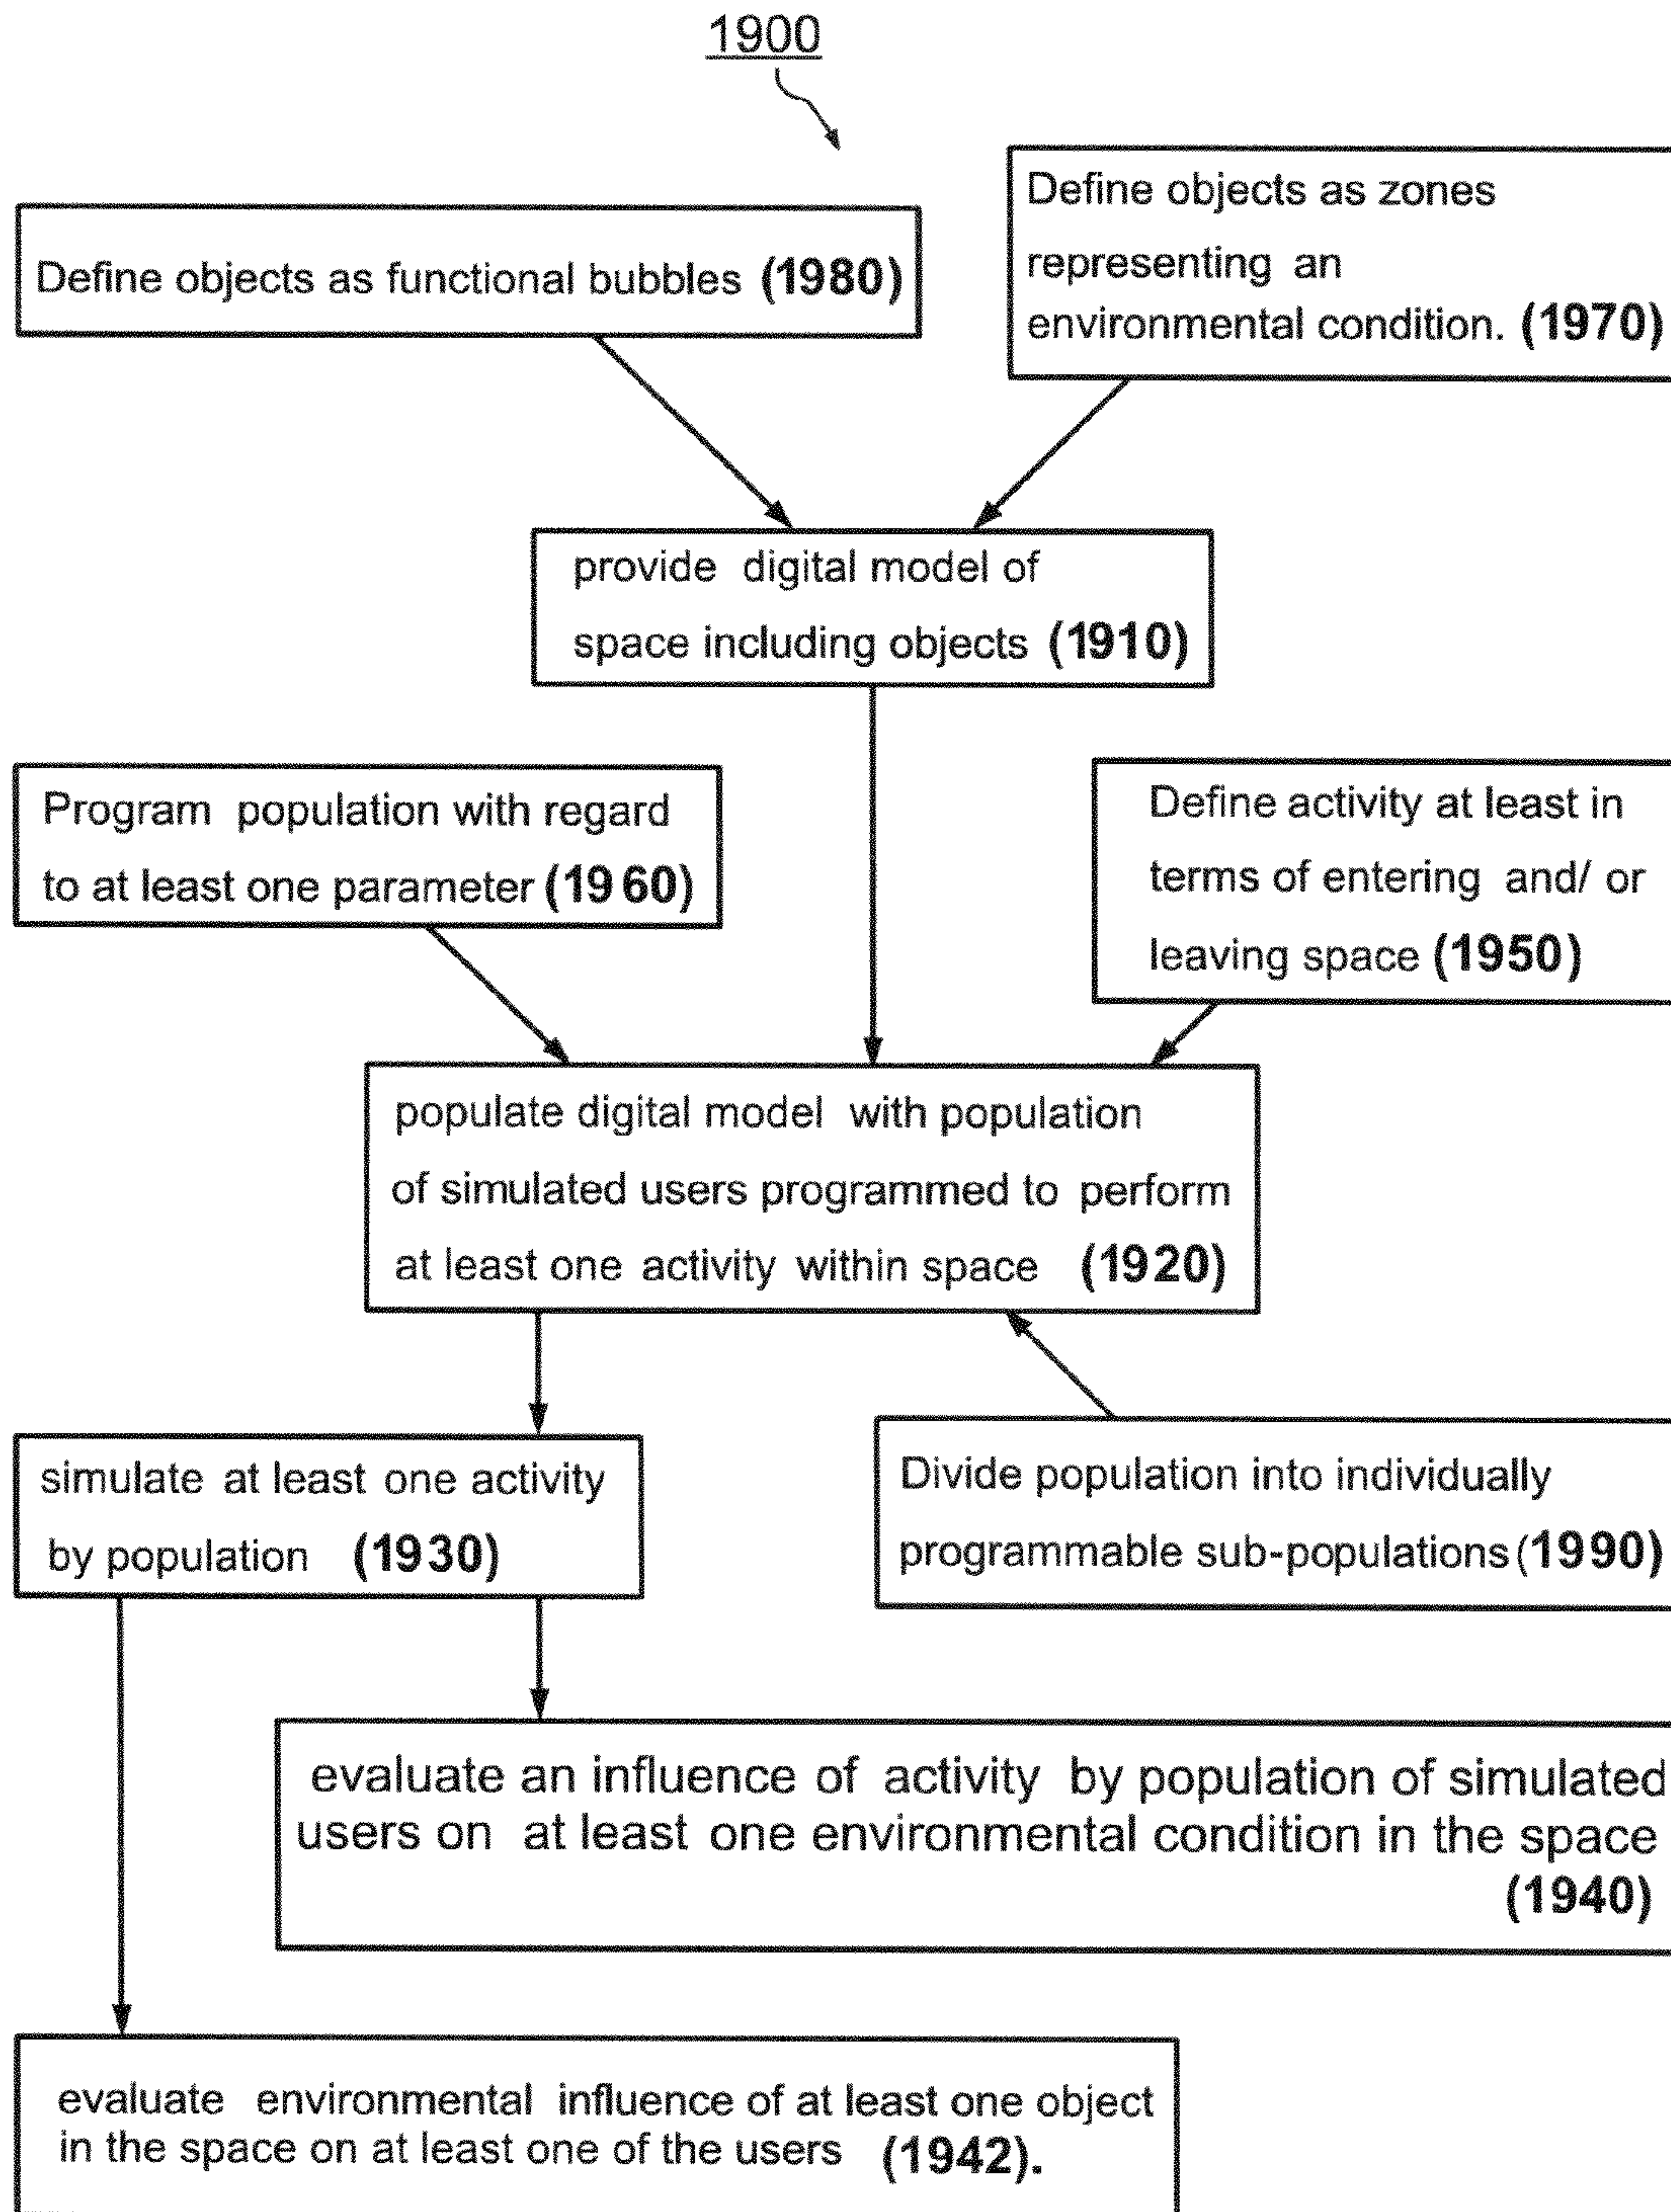 1900
Define objects as functional bubbles (1980)
Define objects as zones
representing an
environmental condition. (1970)
provide digital model of
space including objects (1910)
Program population with regard
to at least one parameter (1960)
Define activity at least in
terms of entering and/ or
leaving space (1950)
populate digital model with population
of simulated users programmed to perform
at least one activity within space (1920)
simulate at least one activity
by population (1930)
Divide population into individually
programmable sub-populations (1990)
evaluate an influence of activity by population of simulated
users on at least one environmental condition in the space
(1940)
evaluate environmental influence of at least one object
in the space on at least one of the users (1942).